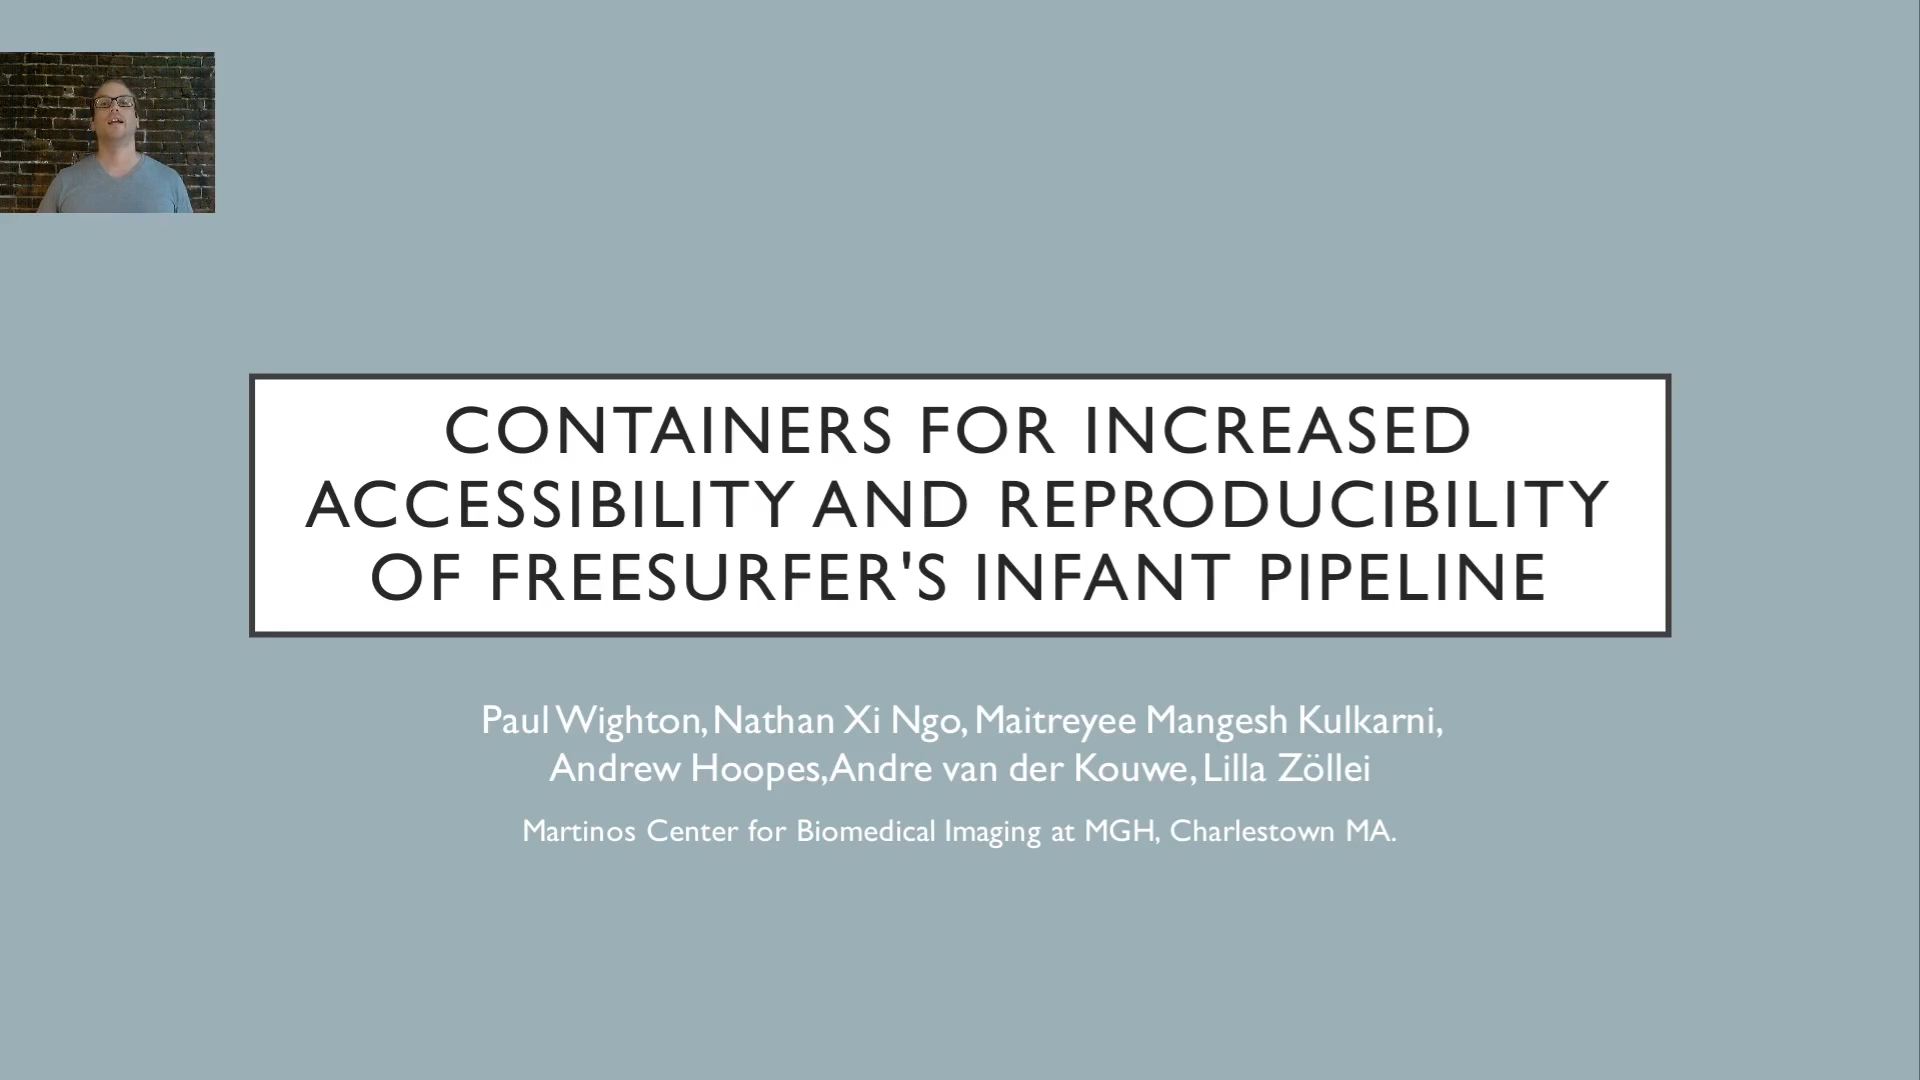 CONTAINERS FOR INCREASED
ACCESSIBILITY AND REPRODUCIBILITY
OF FREESURFER'S INFANT PIPELINE
Paul Wighton, Nathan Xi Ngo, Maitreyee Mangesh Kulkarni,
Andrew Hoopes, Andre van der Kouwe, Lilla Zöllei
Martinos Center for Biomedical Imaging at MGH, Charlestown MA.